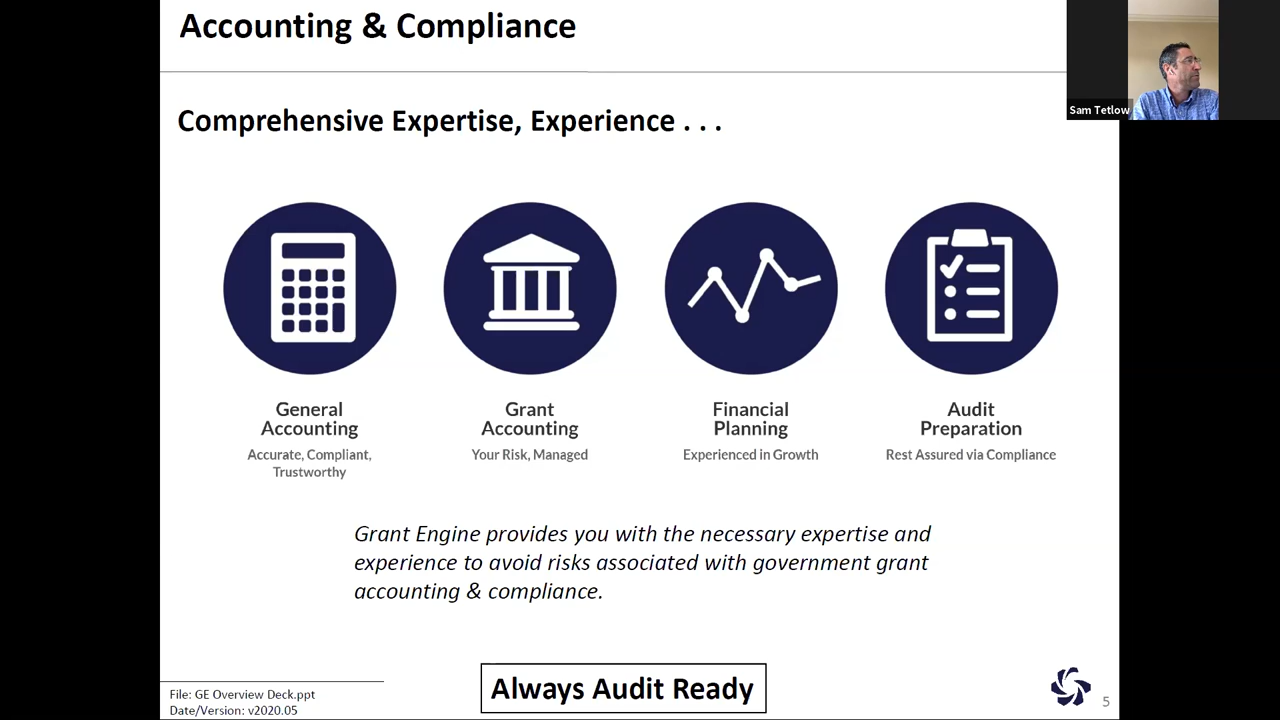 Accounting & Compliance
Sam Tetlow
Comprehensive Expertise, Experience . . .
General
Accounting
Accurate, Compliant,
Trustworthy
Grant
Accounting
Your Risk, Managed
Financial
Planning
Experienced in Growth
Audit
Preparation
Rest Assured via Compliance
Grant Engine provides you with the necessary expertise and
experience to avoid risks associated with government grant
accounting & compliance.
Always Audit Ready
File: GE Overview Deck.ppt
Date/Version: v2020.05
5